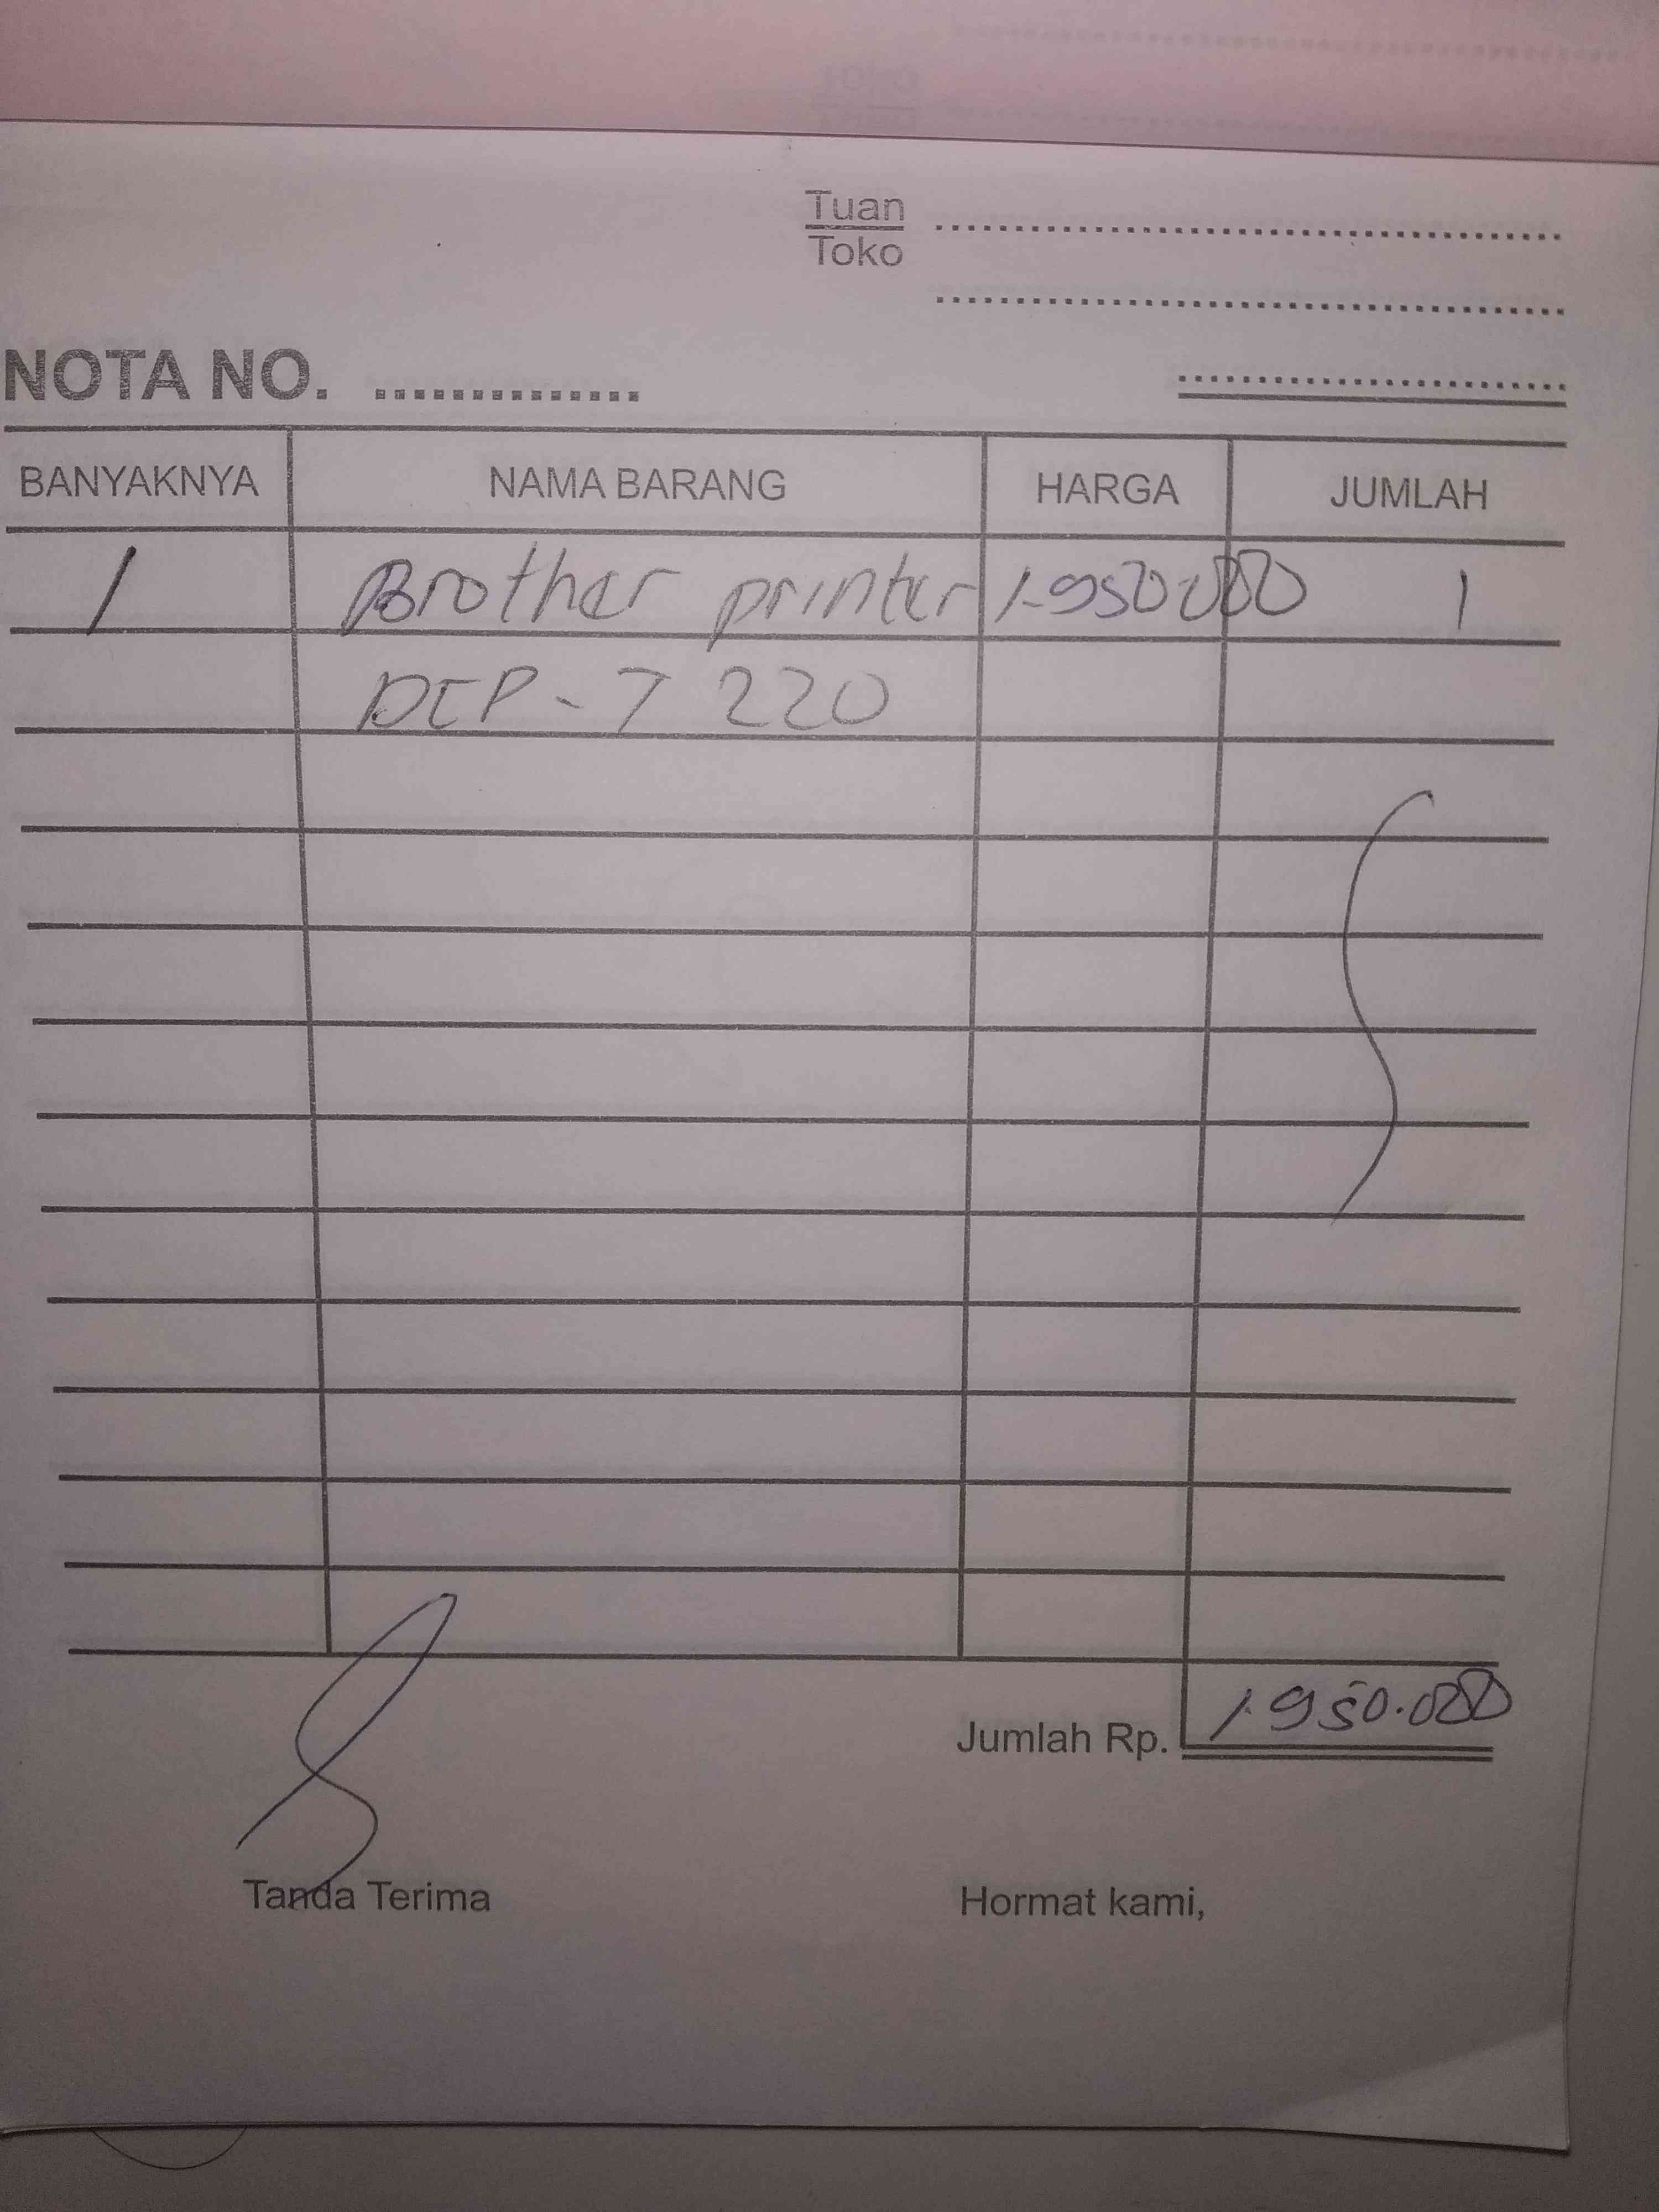 Tuan
Toko
NOTA NO. ..............
BANYAKNYA NAMA BARANG HARGA JUMLAH
1 Brother printer 1.950.000 1
DCP - T 220
Jumlah Rp. 1.950.000
Tanda Terima Hormat kami,